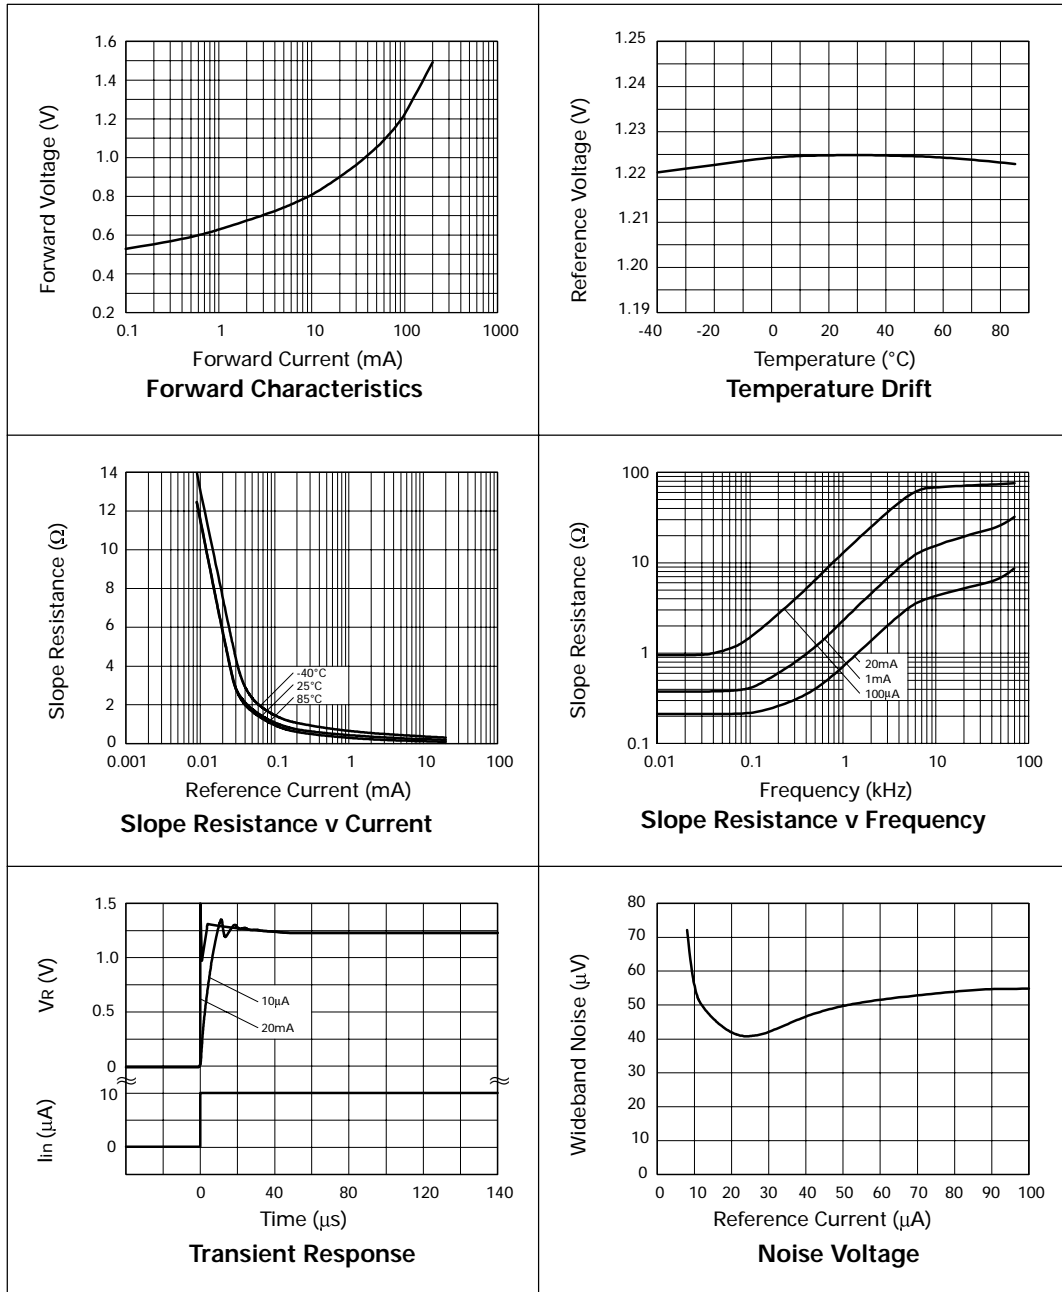 1.6
1.4
1.2
1.0
0.8
0.6
0.4
0.2
Forward Voltage (V)
0.1 1 10 100 1000
Forward Current (mA)
Forward Characteristics
1.25
1.24
1.23
1.22
1.21
1.20
1.19
Reference Voltage (V)
-40 -20 0 20 40 60 80
Temperature (°C)
Temperature Drift
14
12
10
8
6
4
2
0
Slope Resistance (Ω)
-40°C
25°C
85°C
0.001 0.01 0.1 1 10 100
Reference Current (mA)
Slope Resistance v Current
100
10
1
0.1
Slope Resistance (Ω)
20mA
1mA
100µA
0.01 0.1 1 10 100
Frequency (kHz)
Slope Resistance v Frequency
1.5
1.0
0.5
0
VR (V)
10µA
20mA
10
0
Iin (µA)
0 40 80 120 140
Time (µs)
Transient Response
80
70
60
50
40
30
20
10
0
Wideband Noise (µV)
0 10 20 30 40 50 60 70 80 90 100
Reference Current (µA)
Noise Voltage